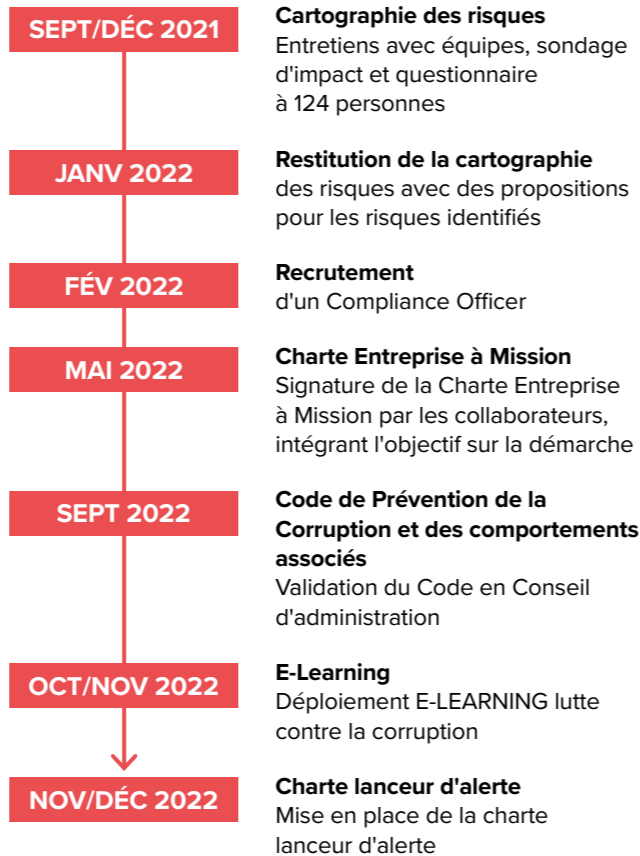 SEPT/DÉC 2021
Cartographie des risques
Entretiens avec équipes, sondage
d'impact et questionnaire
à 124 personnes
JANV 2022
Restitution de la cartographie
des risques avec des propositions
pour les risques identifiés
FÉV 2022
Recrutement
d'un Compliance Officer
MAI 2022
Charte Entreprise à Mission
Signature de la Charte Entreprise
à Mission par les collaborateurs,
intégrant l'objectif sur la démarche
SEPT 2022
Code de Prévention de la
Corruption et des comportements
associés
Validation du Code en Conseil
d'administration
OCT/NOV 2022
E-Learning
Déploiement E-LEARNING lutte
contre la corruption
NOV/DÉC 2022
Charte lanceur d'alerte
Mise en place de la charte
lanceur d'alerte